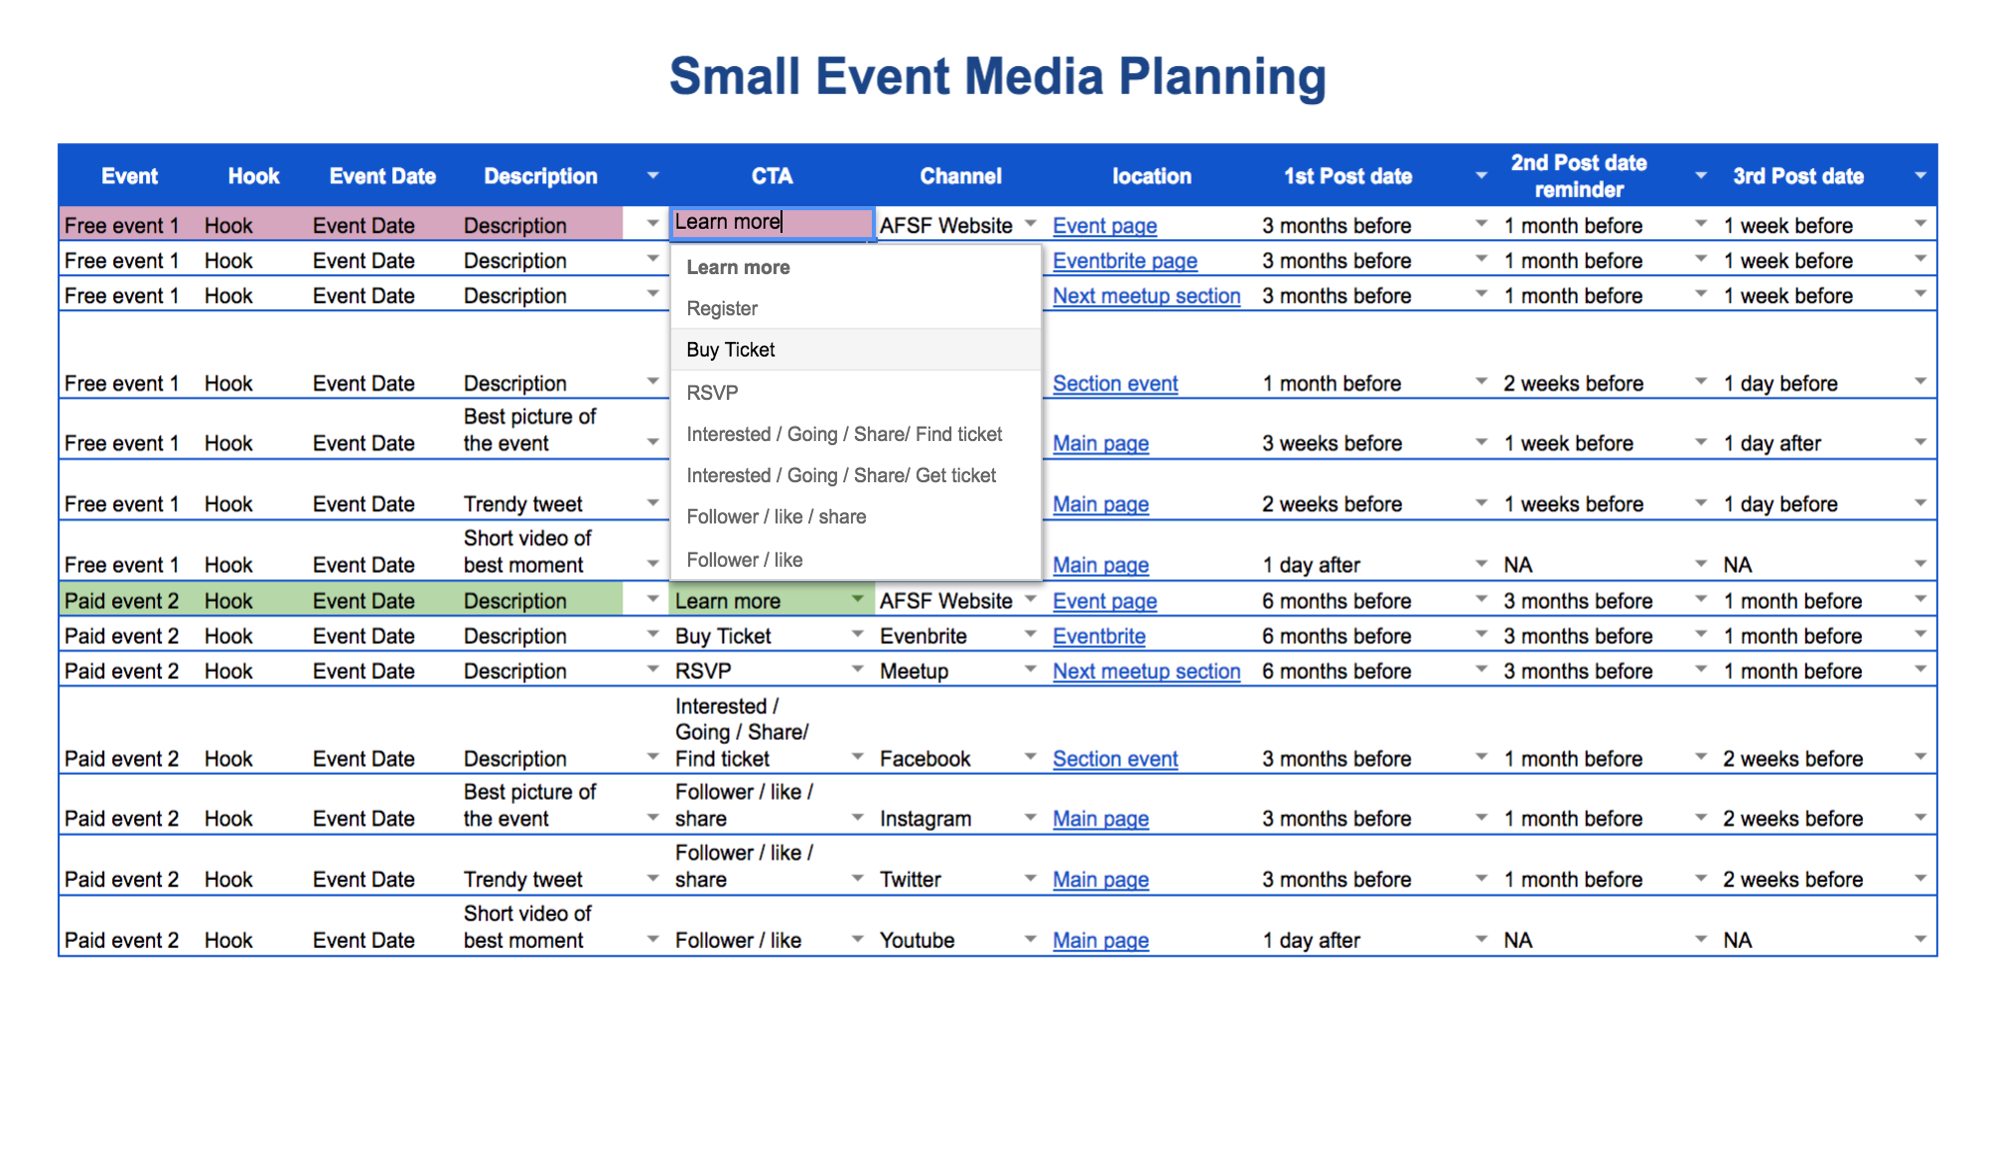 Small Event Media Planning
Event Hook Event Date Description CTA Channel location 1st Post date 2nd Post date reminder 3rd Post date
Free event 1 Hook Event Date Description Learn more AFSF Website Event page 3 months before 1 month before 1 week before
Free event 1 Hook Event Date Description Eventbrite page 3 months before 1 month before 1 week before
Free event 1 Hook Event Date Description Next meetup section 3 months before 1 month before 1 week before
Free event 1 Hook Event Date Description Section event 1 month before 2 weeks before 1 day before
Free event 1 Hook Event Date Best picture of the event Main page 3 weeks before 1 week before 1 day after
Free event 1 Hook Event Date Trendy tweet Main page 2 weeks before 1 weeks before 1 day before
Free event 1 Hook Event Date Short video of best moment Main page 1 day after NA NA
Learn more
Register
Buy Ticket
RSVP
Interested / Going / Share/ Find ticket
Interested / Going / Share/ Get ticket
Follower / like / share
Follower / like
Paid event 2 Hook Event Date Description Learn more AFSF Website Event page 6 months before 3 months before 1 month before
Paid event 2 Hook Event Date Description Buy Ticket Evenbrite Eventbrite 6 months before 3 months before 1 month before
Paid event 2 Hook Event Date Description RSVP Meetup Next meetup section 6 months before 3 months before 1 month before
Paid event 2 Hook Event Date Description Interested / Going / Share/ Find ticket Facebook Section event 3 months before 1 month before 2 weeks before
Paid event 2 Hook Event Date Best picture of the event Follower / like / share Instagram Main page 3 months before 1 month before 2 weeks before
Paid event 2 Hook Event Date Trendy tweet Follower / like / share Twitter Main page 3 months before 1 month before 2 weeks before
Paid event 2 Hook Event Date Short video of best moment Follower / like Youtube Main page 1 day after NA NA